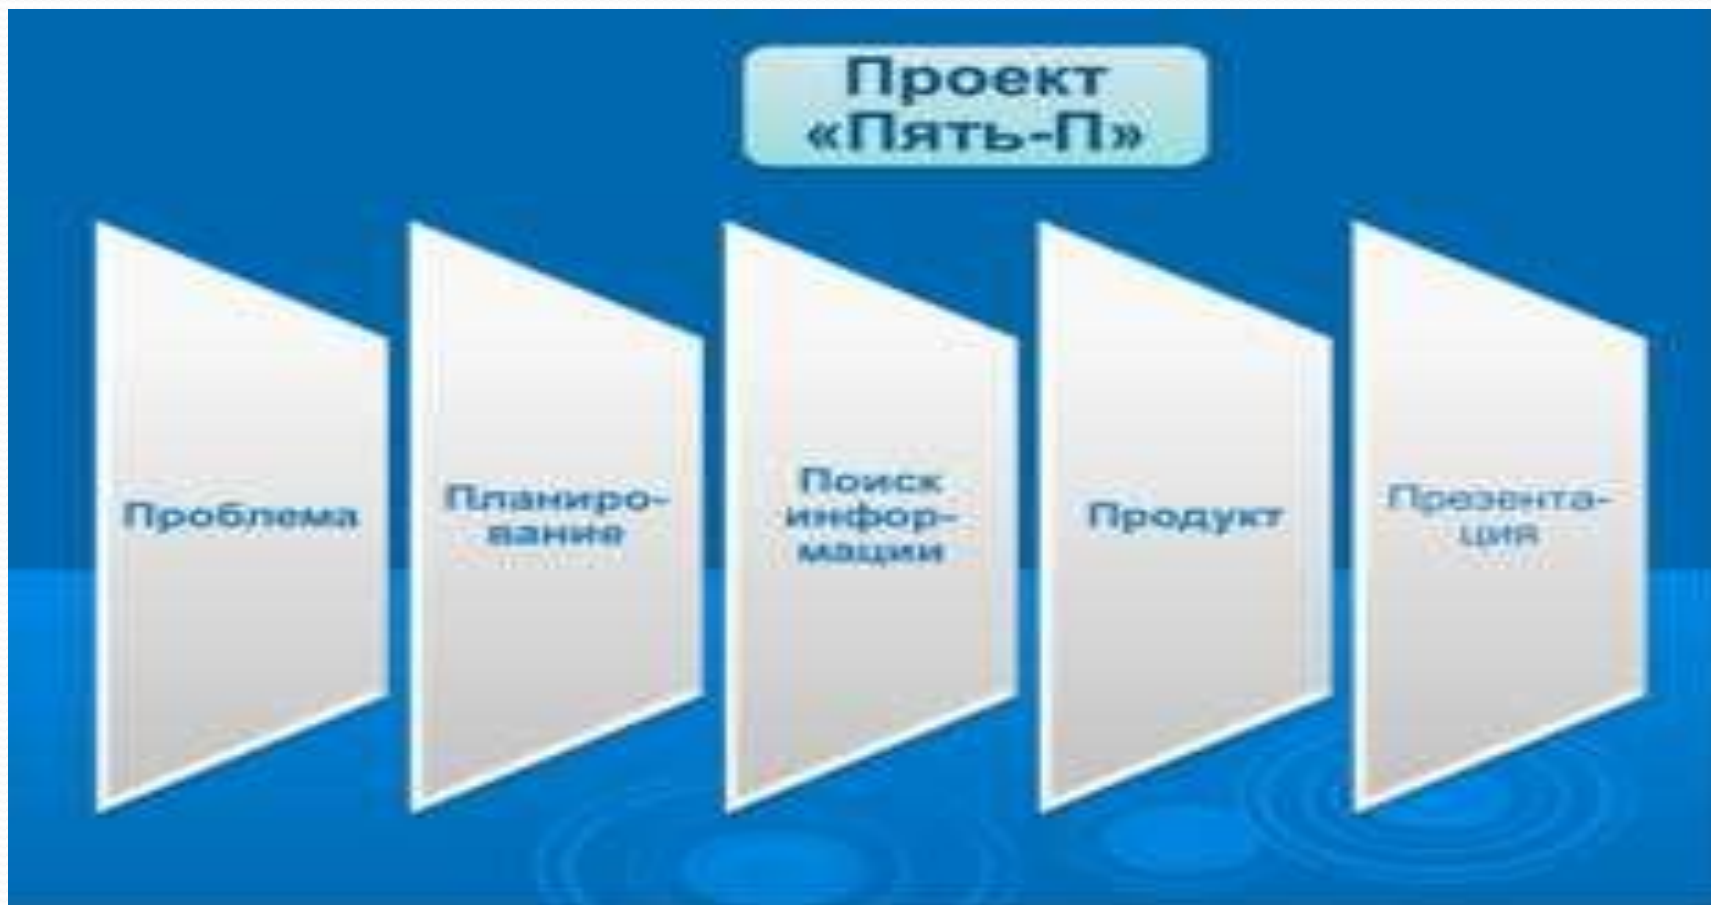 Проект
«Пять-П»
Проблема
Планиро-
вание
Поиск
инфор-
мации
Продукт
Презента-
ция